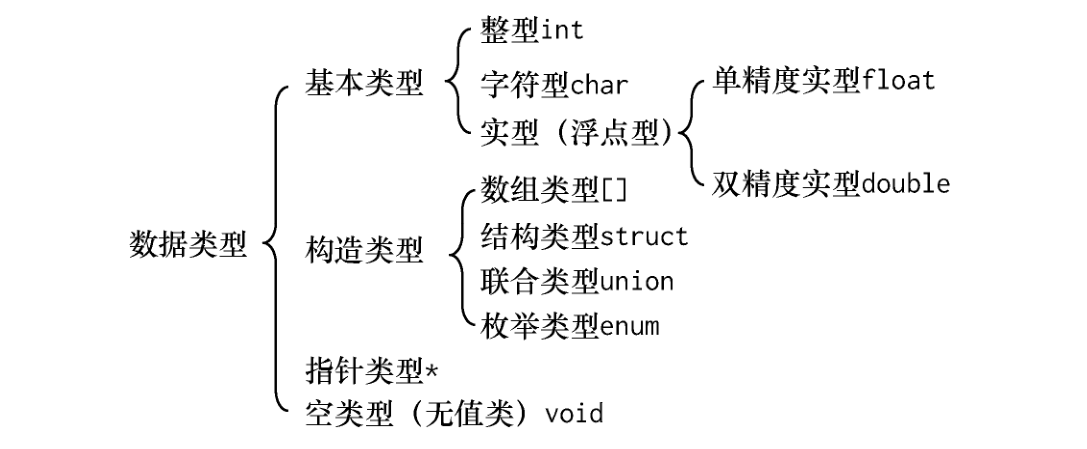 数据类型
基本类型
整型int
字符型char
实型（浮点型）
单精度实型float
双精度实型double
构造类型
数组类型[]
结构类型struct
联合类型union
枚举类型enum
指针类型*
空类型（无值类）void